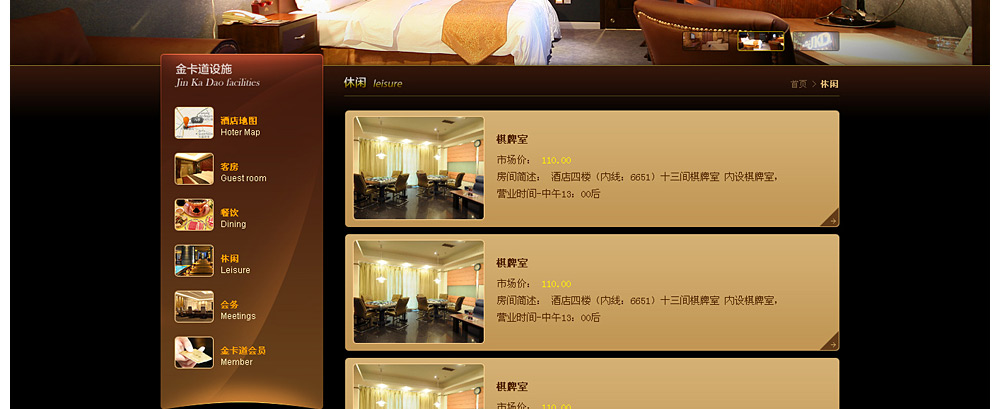 金卡道设施
Jin Ka Dao facilities
酒店地图
Hoter Map
客房
Guest room
餐饮
Dining
休闲
Leisure
会务
Meetings
金卡道会员
Member
休闲 leisure
首页 > 休闲
棋牌室
市场价： 110.00
房间简述： 酒店四楼（内线：6651）十三间棋牌室 内设棋牌室，
营业时间-中午13：00后
棋牌室
市场价： 110.00
房间简述： 酒店四楼（内线：6651）十三间棋牌室 内设棋牌室，
营业时间-中午13：00后
棋牌室
市场价： 110.00